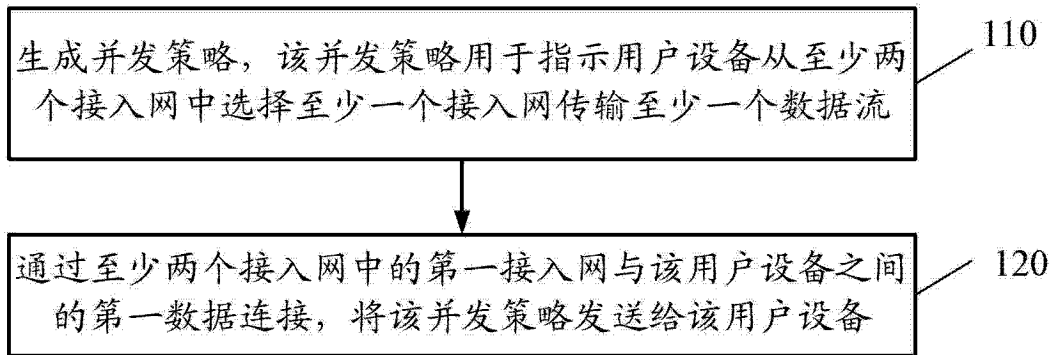 生成并发策略，该并发策略用于指示用户设备从至少两
个接入网中选择至少一个接入网传输至少一个数据流
110
通过至少两个接入网中的第一接入网与该用户设备之间
的第一数据连接，将该并发策略发送给该用户设备
120